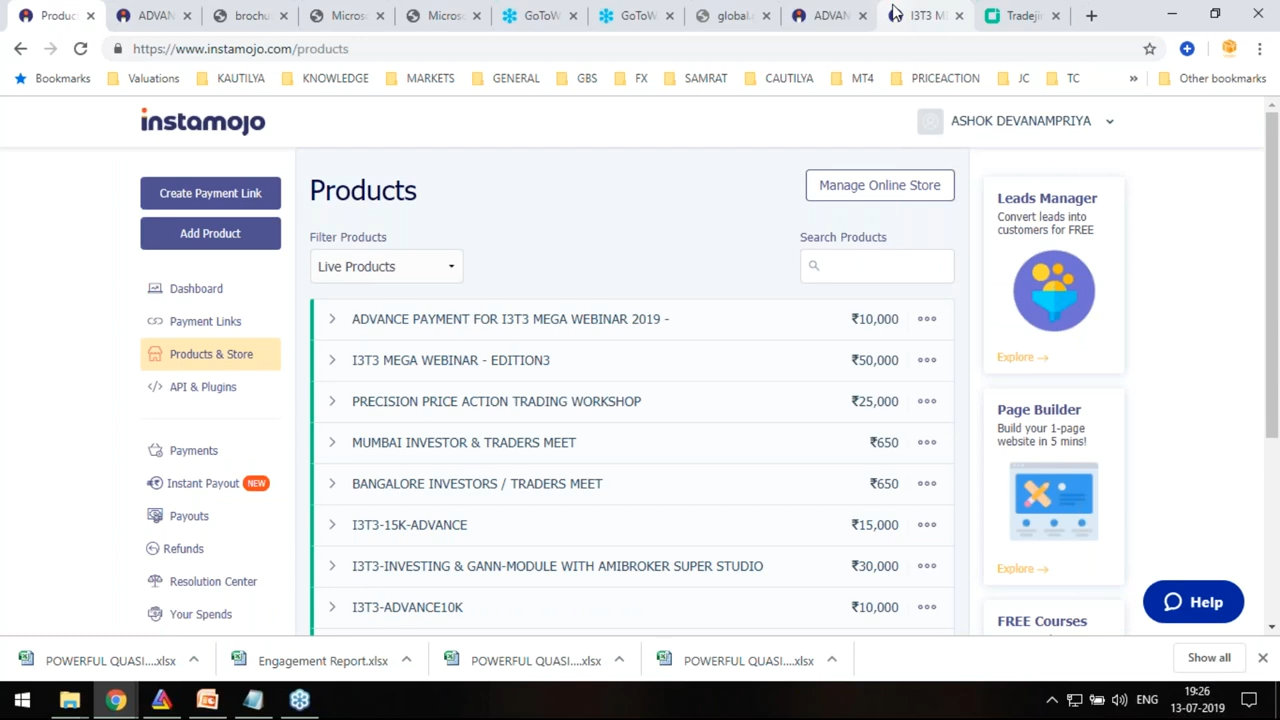 Produc
ADVAN
brochu
Micros
Micros
GoToW
GoToW
global.
ADVAN
I3T3 M
Tradejin
https://www.instamojo.com/products
Bookmarks
Valuations
KAUTILYA
KNOWLEDGE
MARKETS
GENERAL
GBS
FX
SAMRAT
CAUTILYA
MT4
PRICEACTION
JC
TC
»
Other bookmarks
instamojo
ASHOK DEVANAMPRIYA
Create Payment Link
Add Product
Dashboard
Payment Links
Products & Store
API & Plugins
Payments
Instant Payout NEW
Payouts
Refunds
Resolution Center
Your Spends
Products
Manage Online Store
Filter Products
Search Products
Live Products
ADVANCE PAYMENT FOR I3T3 MEGA WEBINAR 2019 - ₹10,000
I3T3 MEGA WEBINAR - EDITION3 ₹50,000
PRECISION PRICE ACTION TRADING WORKSHOP ₹25,000
MUMBAI INVESTOR & TRADERS MEET ₹650
BANGALORE INVESTORS / TRADERS MEET ₹650
I3T3-15K-ADVANCE ₹15,000
I3T3-INVESTING & GANN-MODULE WITH AMIBROKER SUPER STUDIO ₹30,000
I3T3-ADVANCE10K ₹10,000
Leads Manager
Convert leads into
customers for FREE
Explore →
Page Builder
Build your 1-page
website in 5 mins!
Explore →
FREE Courses
Help
POWERFUL QUASI....xlsx
Engagement Report.xlsx
POWERFUL QUASI....xlsx
POWERFUL QUASI....xlsx
Show all
ENG
19:26
13-07-2019